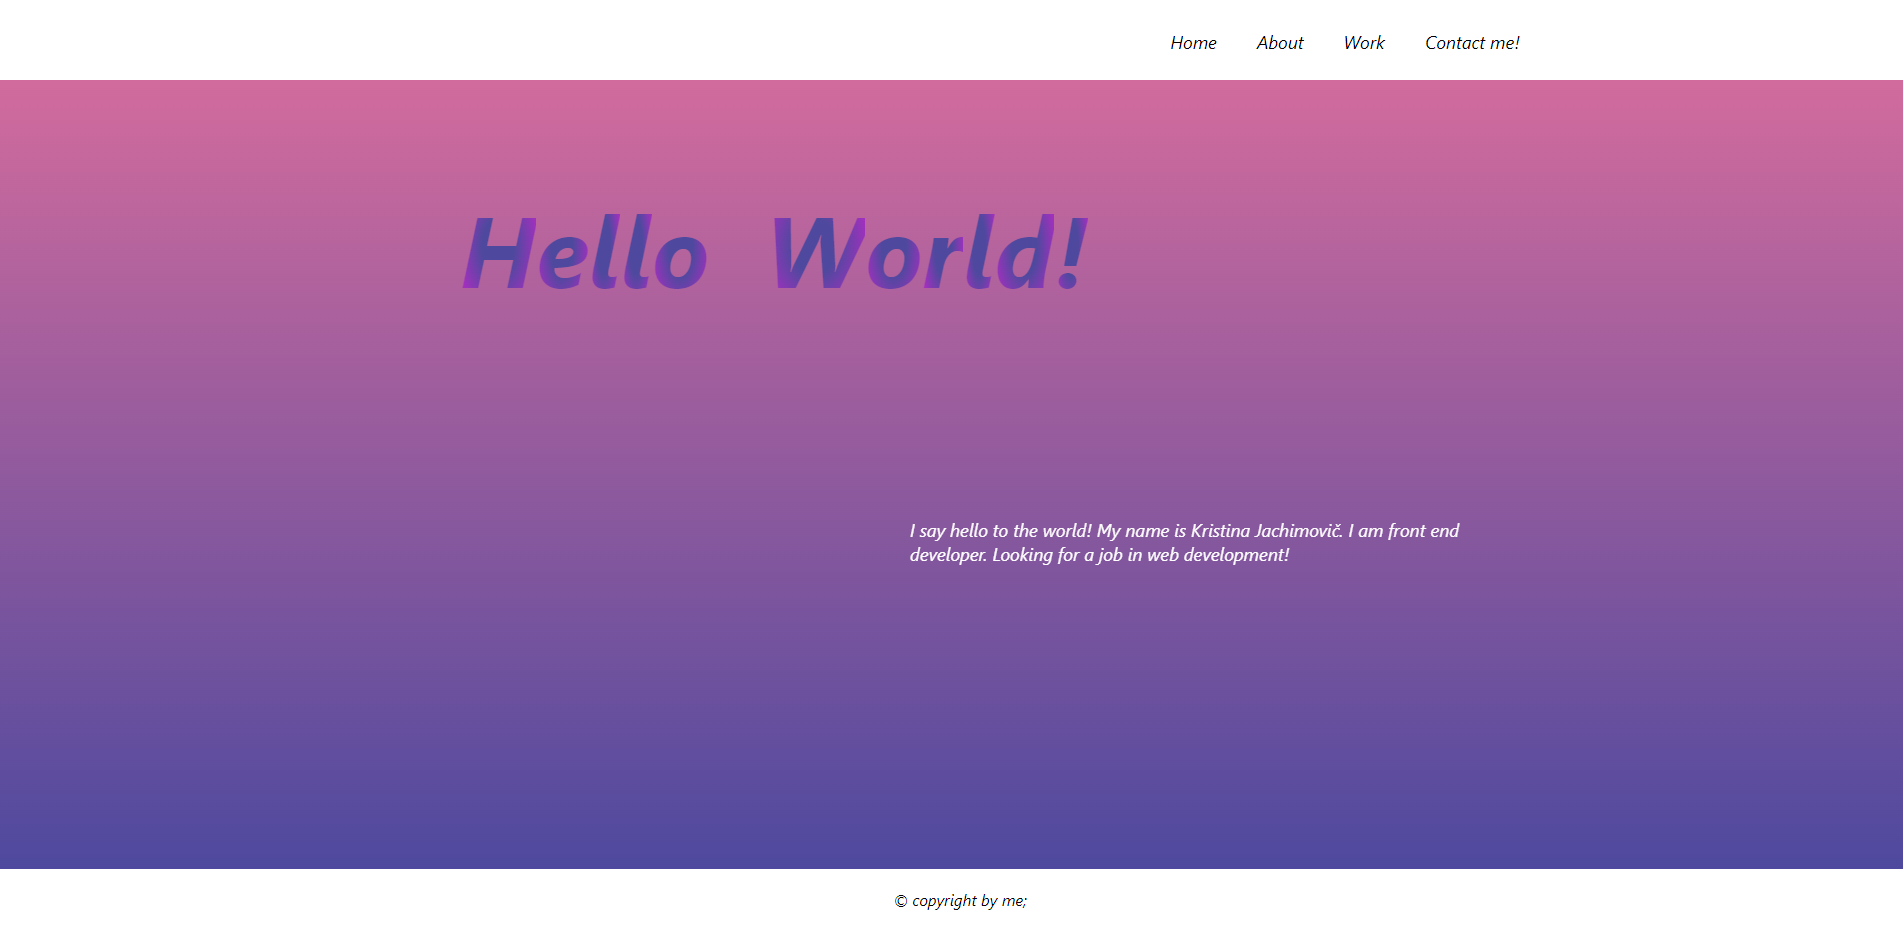 Home About Work Contact me!
Hello World!
I say hello to the world! My name is Kristina Jachimovič. I am front end
developer. Looking for a job in web development!
© copyright by me;